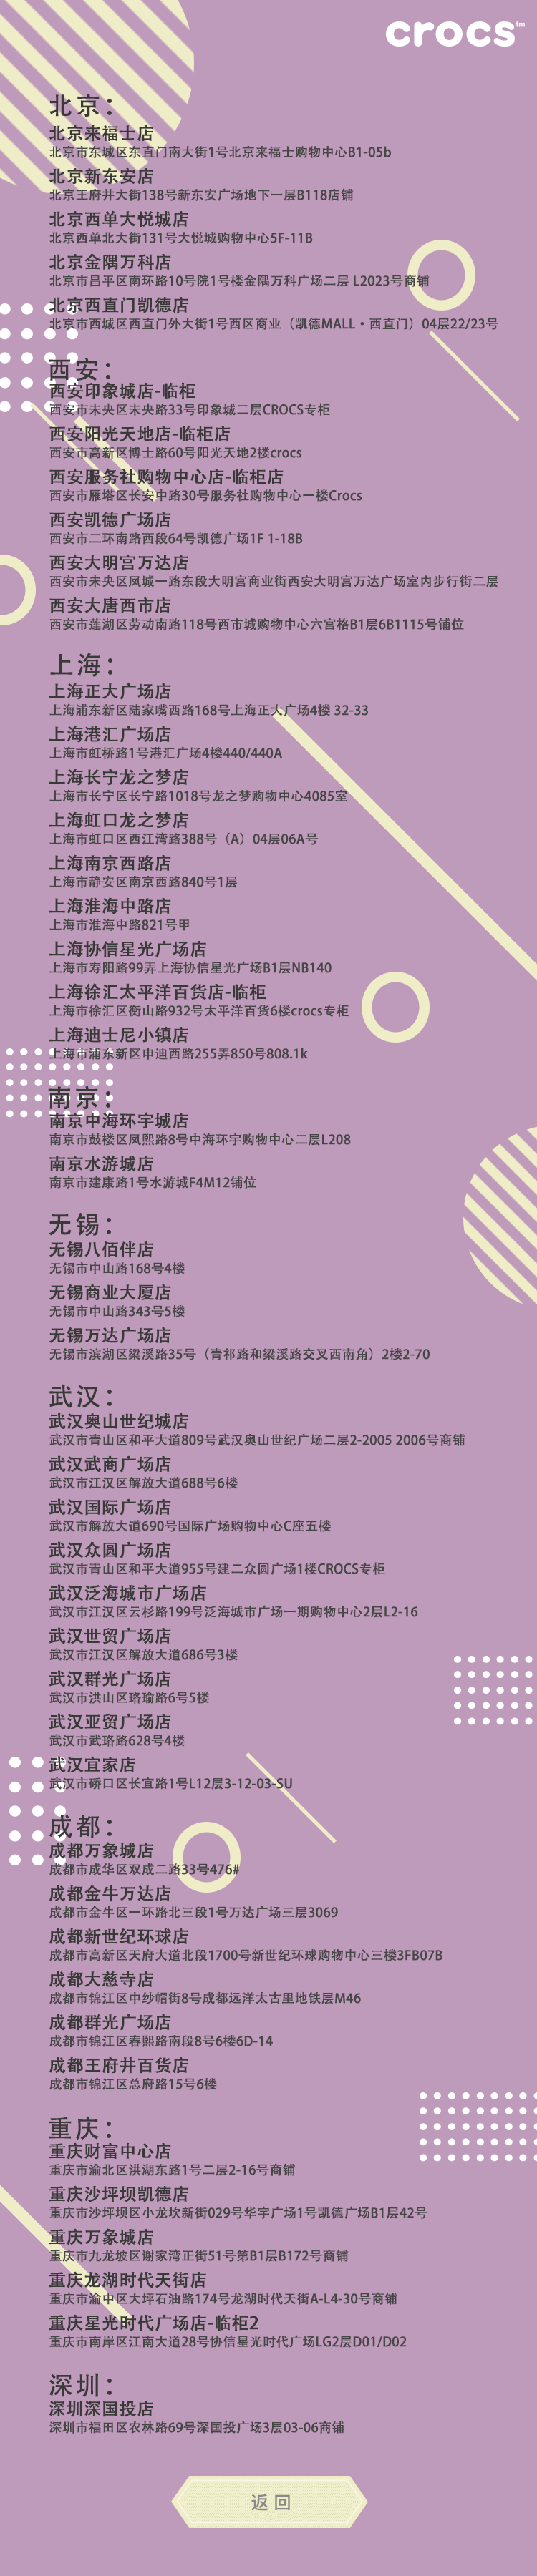 crocs™
北京：
北京来福士店
北京市东城区东直门南大街1号北京来福士购物中心B1-05b
北京新东安店
北京王府井大街138号新东安广场地下一层B118店铺
北京西单大悦城店
北京西单北大街131号大悦城购物中心5F-11B
北京金隅万科店
北京市昌平区南环路10号院1号楼金隅万科广场二层 L2023号商铺
北京西直门凯德店
北京市西城区西直门外大街1号西区商业（凯德MALL·西直门）04层22/23号
西安：
西安印象城店-临柜
西安市未央区未央路33号印象城二层CROCS专柜
西安阳光天地店-临柜店
西安市高新区博士路60号阳光天地2楼crocs
西安服务社购物中心店-临柜店
西安市雁塔区长安中路30号服务社购物中心一楼Crocs
西安凯德广场店
西安市二环南路西段64号凯德广场1F 1-18B
西安大明宫万达店
西安市未央区凤城一路东段大明宫商业街西安大明宫万达广场室内步行街二层
西安大唐西市店
西安市莲湖区劳动南路118号西市城购物中心六宫格B1层6B1115号铺位
上海：
上海正大广场店
上海浦东新区陆家嘴西路168号上海正大广场4楼 32-33
上海港汇广场店
上海市虹桥路1号港汇广场4楼440/440A
上海长宁龙之梦店
上海市长宁区长宁路1018号龙之梦购物中心4085室
上海虹口龙之梦店
上海市虹口区西江湾路388号（A）04层06A号
上海南京西路店
上海市静安区南京西路840号1层
上海淮海中路店
上海市淮海中路821号甲
上海协信星光广场店
上海市寿阳路99弄上海协信星光广场B1层NB140
上海徐汇太平洋百货店-临柜
上海市徐汇区衡山路932号太平洋百货6楼crocs专柜
上海迪士尼小镇店
上海市浦东新区申迪西路255弄850号808.1k
南京：
南京中海环宇城店
南京市鼓楼区凤熙路8号中海环宇购物中心二层L208
南京水游城店
南京市建康路1号水游城F4M12铺位
无锡：
无锡八佰伴店
无锡市中山路168号4楼
无锡商业大厦店
无锡市中山路343号5楼
无锡万达广场店
无锡市滨湖区梁溪路35号（青祁路和梁溪路交叉西南角）2楼2-70
武汉：
武汉奥山世纪城店
武汉市青山区和平大道809号武汉奥山世纪广场二层2-2005 2006号商铺
武汉武商广场店
武汉市江汉区解放大道688号6楼
武汉国际广场店
武汉市解放大道690号国际广场购物中心C座五楼
武汉众圆广场店
武汉市青山区和平大道955号建二众圆广场1楼CROCS专柜
武汉泛海城市广场店
武汉市江汉区云杉路199号泛海城市广场一期购物中心2层L2-16
武汉世贸广场店
武汉市江汉区解放大道686号3楼
武汉群光广场店
武汉市洪山区珞瑜路6号5楼
武汉亚贸广场店
武汉市武珞路628号4楼
武汉宜家店
武汉市硚口区长宜路1号L12层3-12-03-SU
成都：
成都万象城店
成都市成华区双成二路33号476#
成都金牛万达店
成都市金牛区一环路北三段1号万达广场三层3069
成都新世纪环球店
成都市高新区天府大道北段1700号新世纪环球购物中心三楼3FB07B
成都大慈寺店
成都市锦江区中纱帽街8号成都远洋太古里地铁层M46
成都群光广场店
成都市锦江区春熙路南段8号6楼6D-14
成都王府井百货店
成都市锦江区总府路15号6楼
重庆：
重庆财富中心店
重庆市渝北区洪湖东路1号二层2-16号商铺
重庆沙坪坝凯德店
重庆市沙坪坝区小龙坎新街029号华宇广场1号凯德广场B1层42号
重庆万象城店
重庆市九龙坡区谢家湾正街51号第B1层B172号商铺
重庆龙湖时代天街店
重庆市渝中区大坪石油路174号龙湖时代天街A-L4-30号商铺
重庆星光时代广场店-临柜2
重庆市南岸区江南大道28号协信星光时代广场LG2层D01/D02
深圳：
深圳深国投店
深圳市福田区农林路69号深国投广场3层03-06商铺
返回